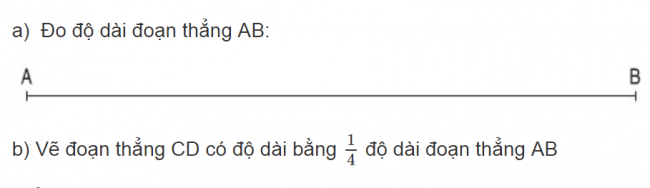 a) Đo độ dài đoạn thẳng AB:
A B
b) Vẽ đoạn thẳng CD có độ dài bằng 1/4 độ dài đoạn thẳng AB